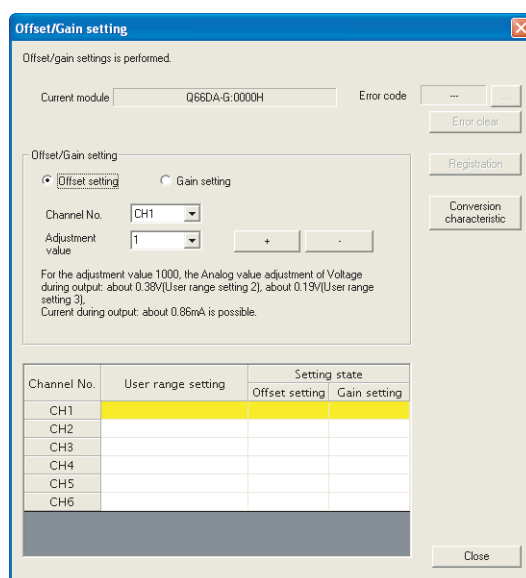 Offset/Gain setting
Offset/gain settings is performed.
Current module Q66DA-G:0000H Error code --- ...
Error clear
Offset/Gain setting
Registration
Offset setting Gain setting
Conversion
characteristic
Channel No. CH1
Adjustment
value 1 + -
For the adjustment value 1000, the Analog value adjustment of Voltage
during output: about 0.38V(User range setting 2), about 0.19V(User range
setting 3),
Current during output: about 0.86mA is possible.
Channel No. User range setting Setting state
Offset setting Gain setting
CH1
CH2
CH3
CH4
CH5
CH6
Close